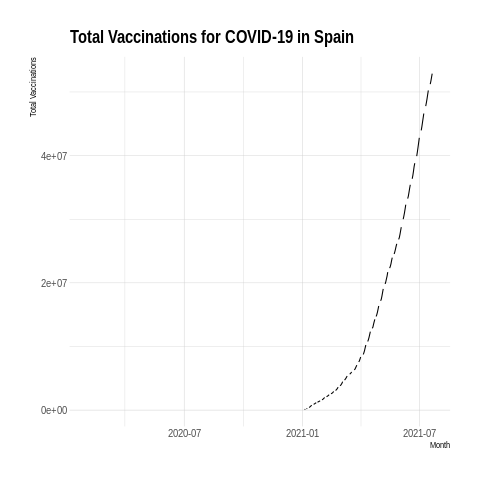 Total Vaccinations for COVID-19 in Spain
Total Vaccinations
4e+07
2e+07
0e+00
2020-07
2021-01
2021-07
Month